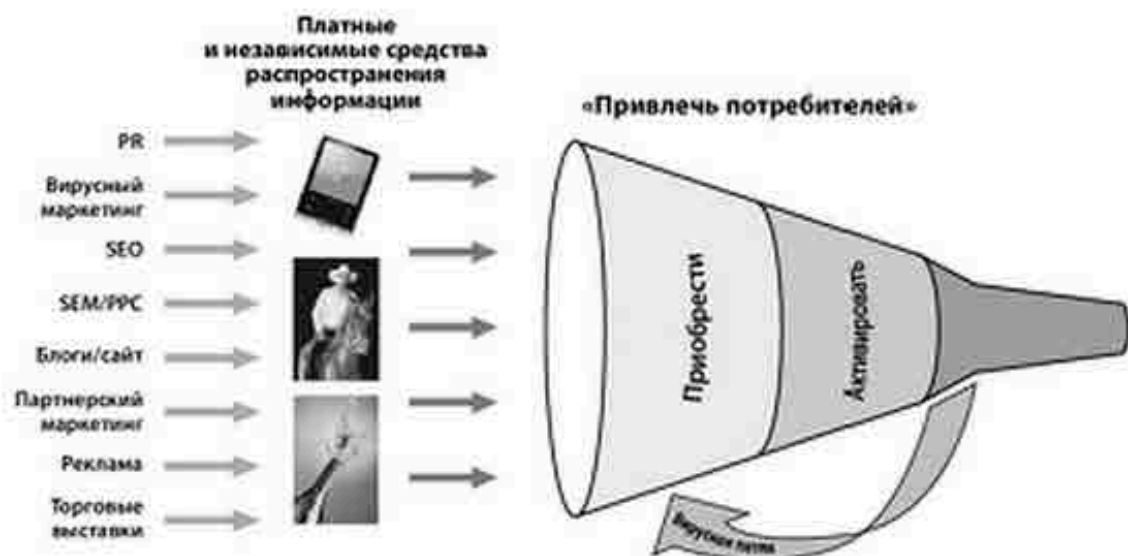 Платные
и независимые средства
распространения
информации
«Привлечь потребителей»
PR
Вирусный
маркетинг
SEO
SEM/PPC
Блоги/сайт
Партнерский
маркетинг
Реклама
Торговые
выставки
Приобрести
Активировать
Вирусная петля